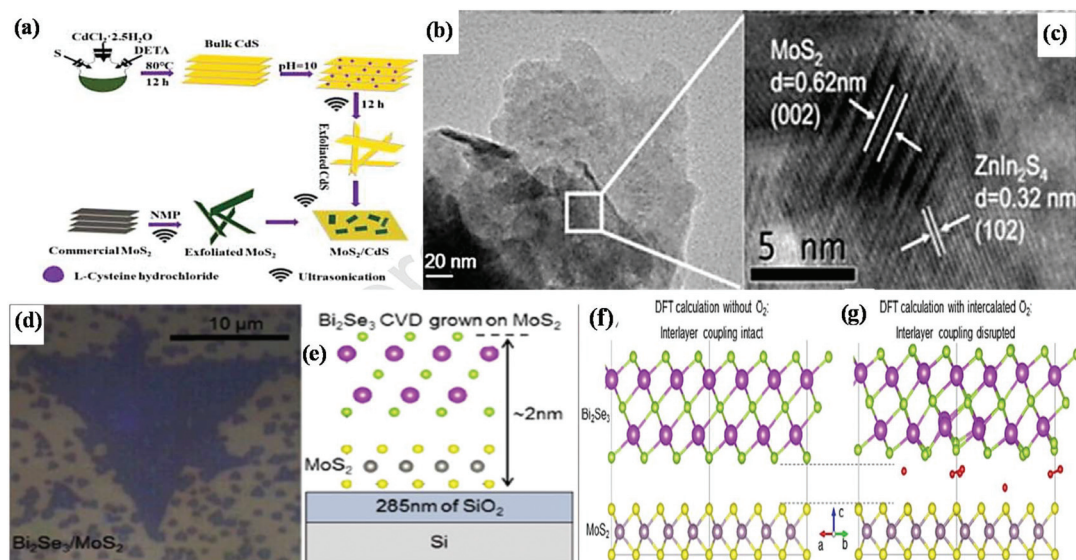 (a)
CdCl₂·2.5H₂O
S
DETA
80°C
12 h
Bulk CdS
pH=10
12 h
Exfoliated CdS
NMP
Commercial MoS₂
Exfoliated MoS₂
MoS₂/CdS
L-Cysteine hydrochloride
Ultrasonication
(b)
20 nm
(c)
MoS₂
d=0.62nm
(002)
ZnIn₂S₄
d=0.32 nm
(102)
5 nm
(d)
10 µm
Bi₂Se₃/MoS₂
(e)
Bi₂Se₃ CVD grown on MoS₂
~2nm
MoS₂
285nm of SiO₂
Si
(f)
DFT calculation without O₂:
Interlayer coupling intact
Bi₂Se₃
MoS₂
c
a
b
(g)
DFT calculation with intercalated O₂:
Interlayer coupling disrupted